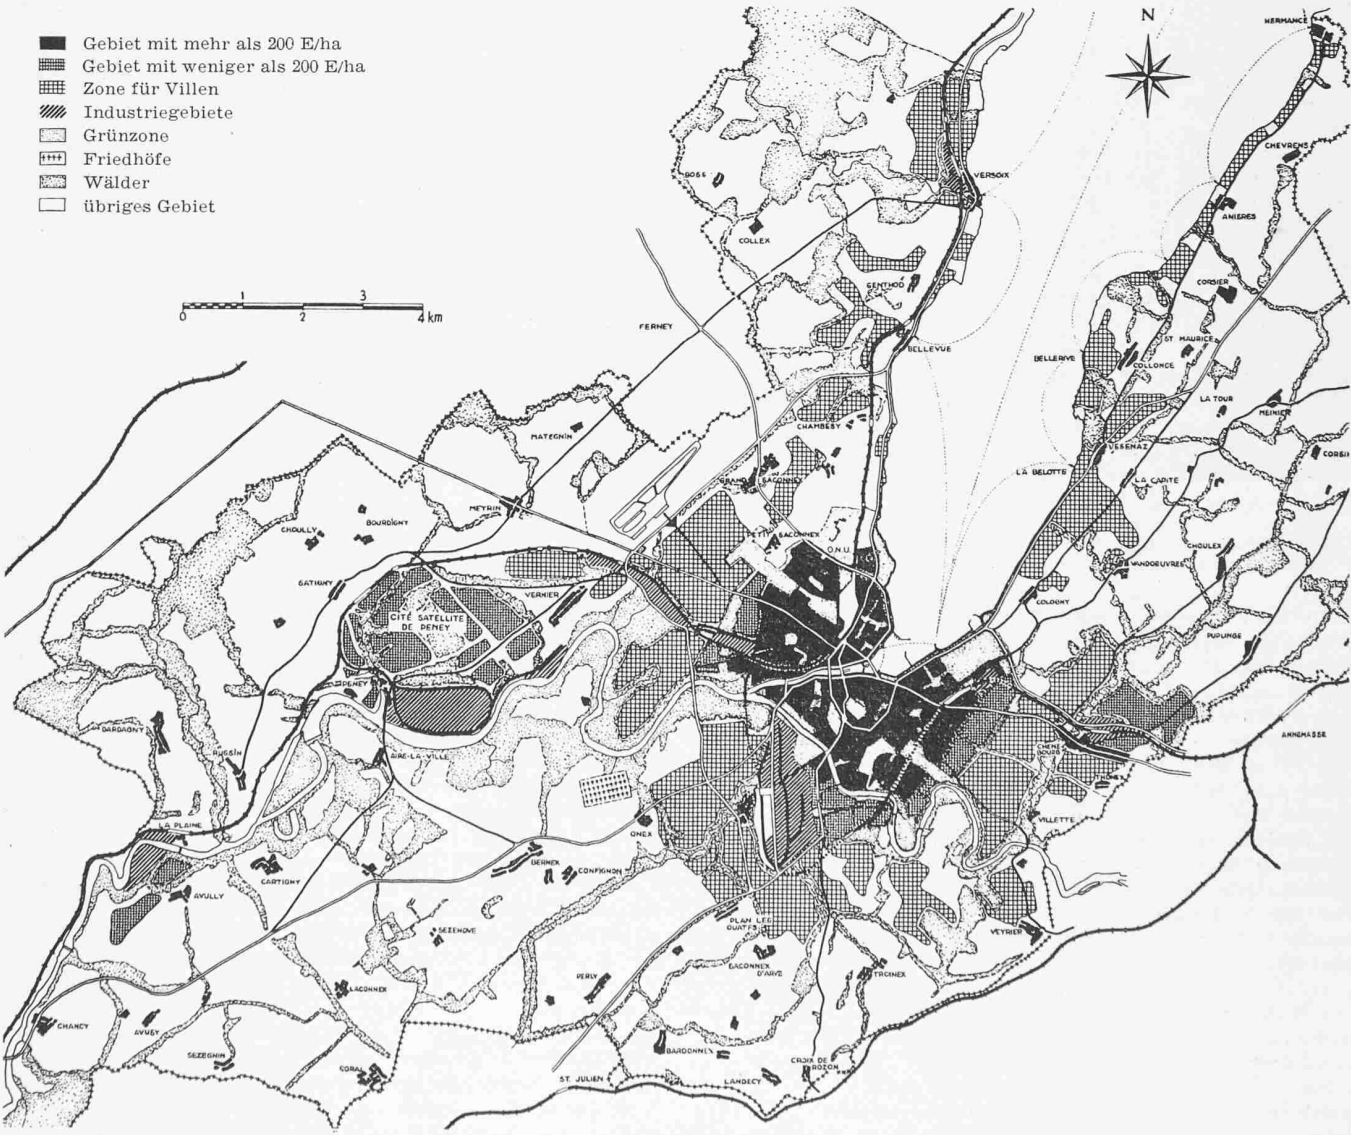 Gebiet mit mehr als 200 E/ha
Gebiet mit weniger als 200 E/ha
Zone für Villen
Industriegebiete
Grünzone
Friedhöfe
Wälder
übriges Gebiet
N
1 3
0 2 4 km
HERMANCE
CHEVRENS
VERSOIX
ANIERES
COLLEX
GENTHOD
CORSIER
FERNEY
BELLEVUE
ST MAURICE
BELLERIVE
COLLONGE
LA TOUR
MEINIER
CHAMBESY
MATEGNIN
VESENAZ
LA BELOTTE
LA CAPITE
GRAND SACONNEX
MEYRIN
CHOULLY
BOURDIGNY
PETIT SACONNEX
O.N.U.
CHOULEX
VANDOEUVRES
SATIGNY
VERNIER
COLOGNY
CITÉ SATELLITE
DE PENEY
PUPLINGE
PENEY
DARDAGNY
RUSSIN
AIRE-LA-VILLE
ANNEMASSE
CHENE
BOURG
THONEX
LA PLAINE
ONEX
VILLETTE
BERNEX
CONFIGNON
CARTIGNY
AVULLY
PLAN LES
OUATES
VEYRIER
SEZENOVE
SACONNEX
D'ARVE
TROINEX
PERLY
LACONNEX
CHANCY
AVUSY
SEZEGNIN
SORAL
BARDONNEX
CROIX DE
ROZON
ST. JULIEN
LANDECY